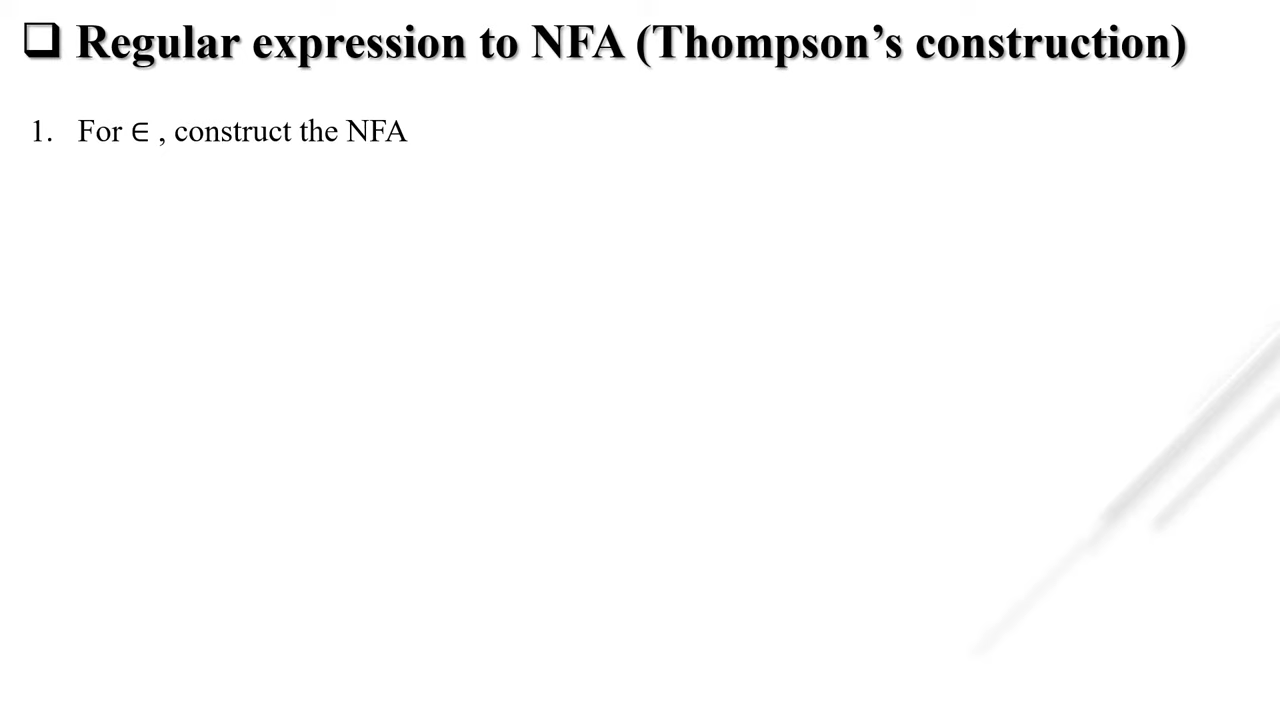 ❑ Regular expression to NFA (Thompson’s construction)
1. For ∈ , construct the NFA